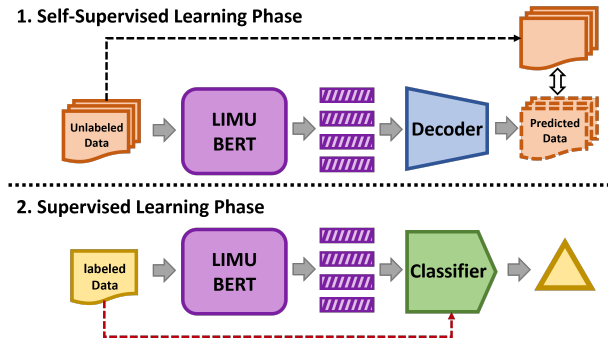 1. Self-Supervised Learning Phase
Unlabeled
Data
LIMU
BERT
Decoder
Predicted
Data
2. Supervised Learning Phase
labeled
Data
LIMU
BERT
Classifier